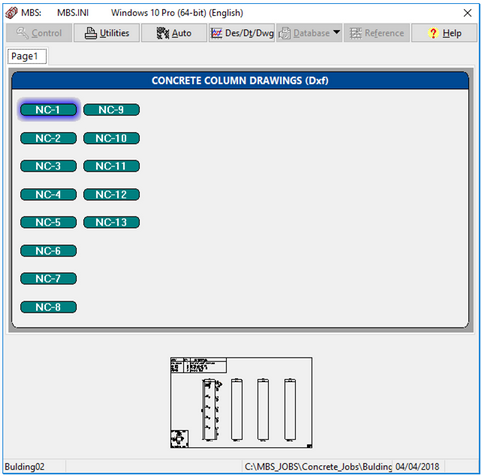 MBS: MBS.INI Windows 10 Pro (64-bit) (English)
Control Utilities Auto Des/Dţ/Dwg Database Reference ? Help
Page1
CONCRETE COLUMN DRAWINGS (Dxf)
NC-1 NC-9
NC-2 NC-10
NC-3 NC-11
NC-4 NC-12
NC-5 NC-13
NC-6
NC-7
NC-8
Bulding02 C:\MBS_JOBS\Concrete_Jobs\Bulding 04/04/2018